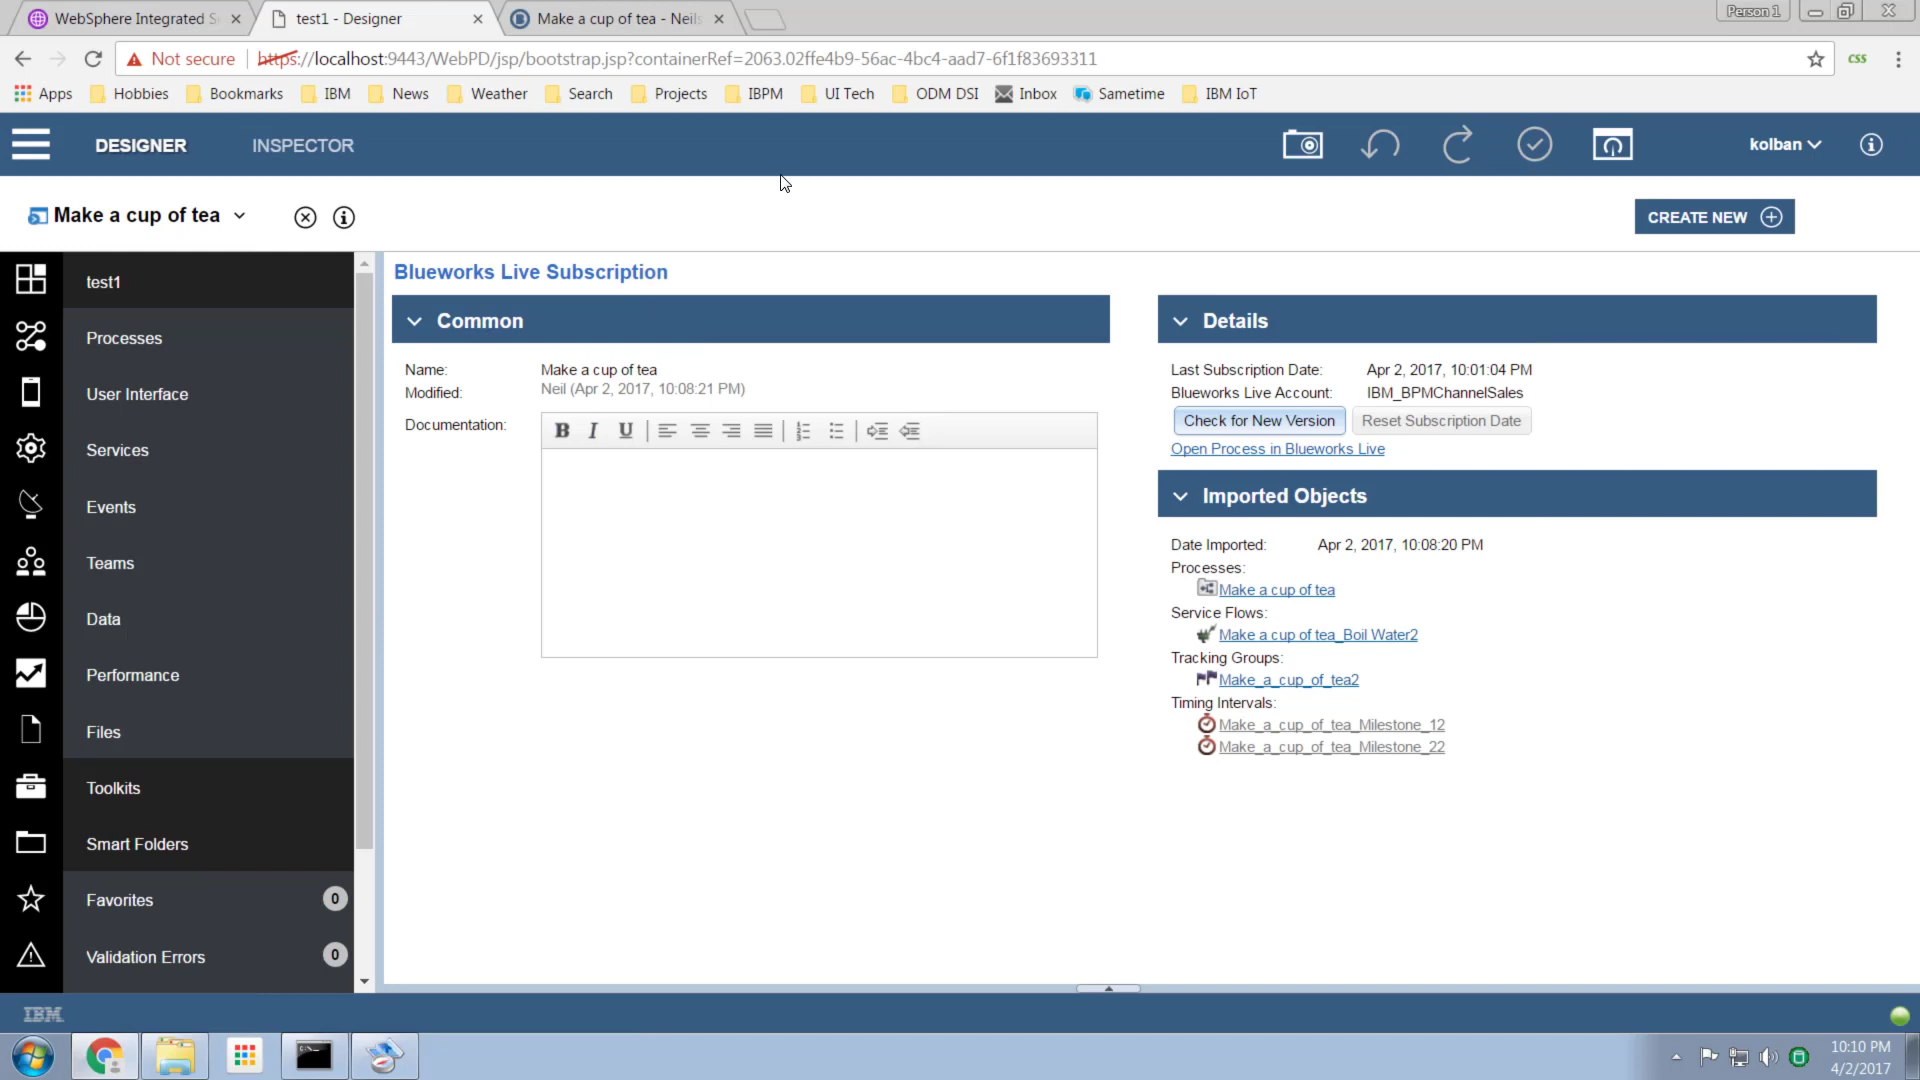 WebSphere Integrated S
test1 - Designer
Make a cup of tea - Neils
Person 1
Not secure
https://localhost:9443/WebPD/jsp/bootstrap.jsp?containerRef=2063.02ffe4b9-56ac-4bc4-aad7-6f1f83693311
css
Apps
Hobbies
Bookmarks
IBM
News
Weather
Search
Projects
IBPM
UI Tech
ODM DSI
Inbox
Sametime
IBM IoT
DESIGNER
INSPECTOR
kolban
Make a cup of tea
CREATE NEW
test1
Processes
User Interface
Services
Events
Teams
Data
Performance
Files
Toolkits
Smart Folders
Favorites 0
Validation Errors 0
Blueworks Live Subscription
Common
Name: Make a cup of tea
Modified: Neil (Apr 2, 2017, 10:08:21 PM)
Documentation:
B I U
Details
Last Subscription Date: Apr 2, 2017, 10:01:04 PM
Blueworks Live Account: IBM_BPMChannelSales
Check for New Version
Reset Subscription Date
Open Process in Blueworks Live
Imported Objects
Date Imported: Apr 2, 2017, 10:08:20 PM
Processes:
Make a cup of tea
Service Flows:
Make a cup of tea_Boil Water2
Tracking Groups:
Make_a_cup_of_tea2
Timing Intervals:
Make_a_cup_of_tea_Milestone_12
Make_a_cup_of_tea_Milestone_22
IBM
10:10 PM
4/2/2017